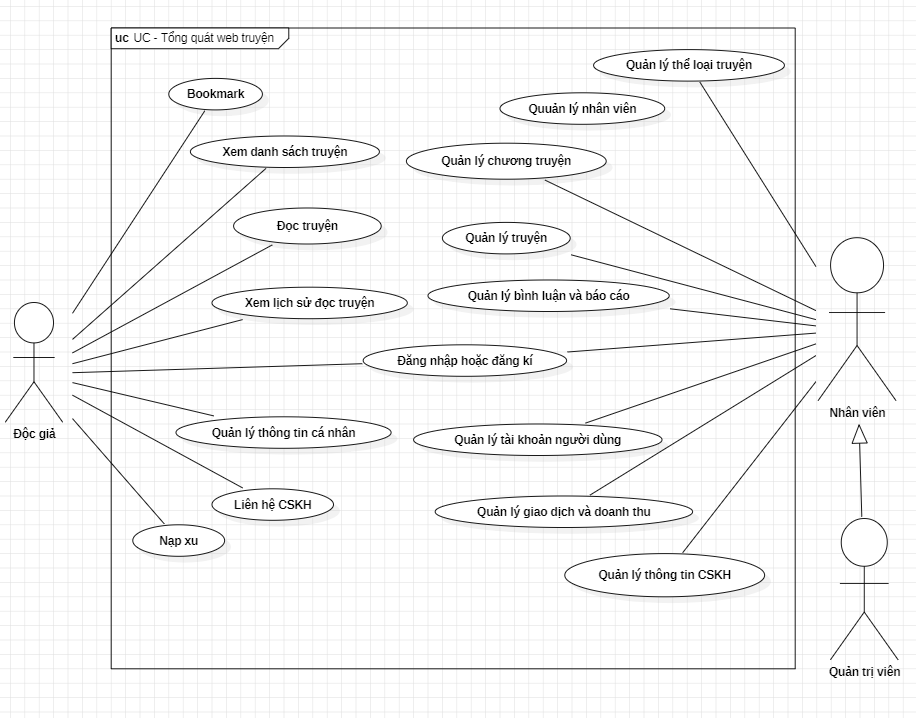 uc UC - Tổng quát web truyện
Quản lý thể loại truyện
Bookmark
Quuản lý nhân viên
Xem danh sách truyện
Quản lý chương truyện
Đọc truyện
Quản lý truyện
Xem lịch sử đọc truyện
Quản lý bình luận và báo cáo
Đăng nhập hoặc đăng kí
Nhân viên
Độc giả
Quản lý thông tin cá nhân
Quản lý tài khoản người dùng
Liên hệ CSKH
Quản lý giao dịch và doanh thu
Nạp xu
Quản lý thông tin CSKH
Quản trị viên